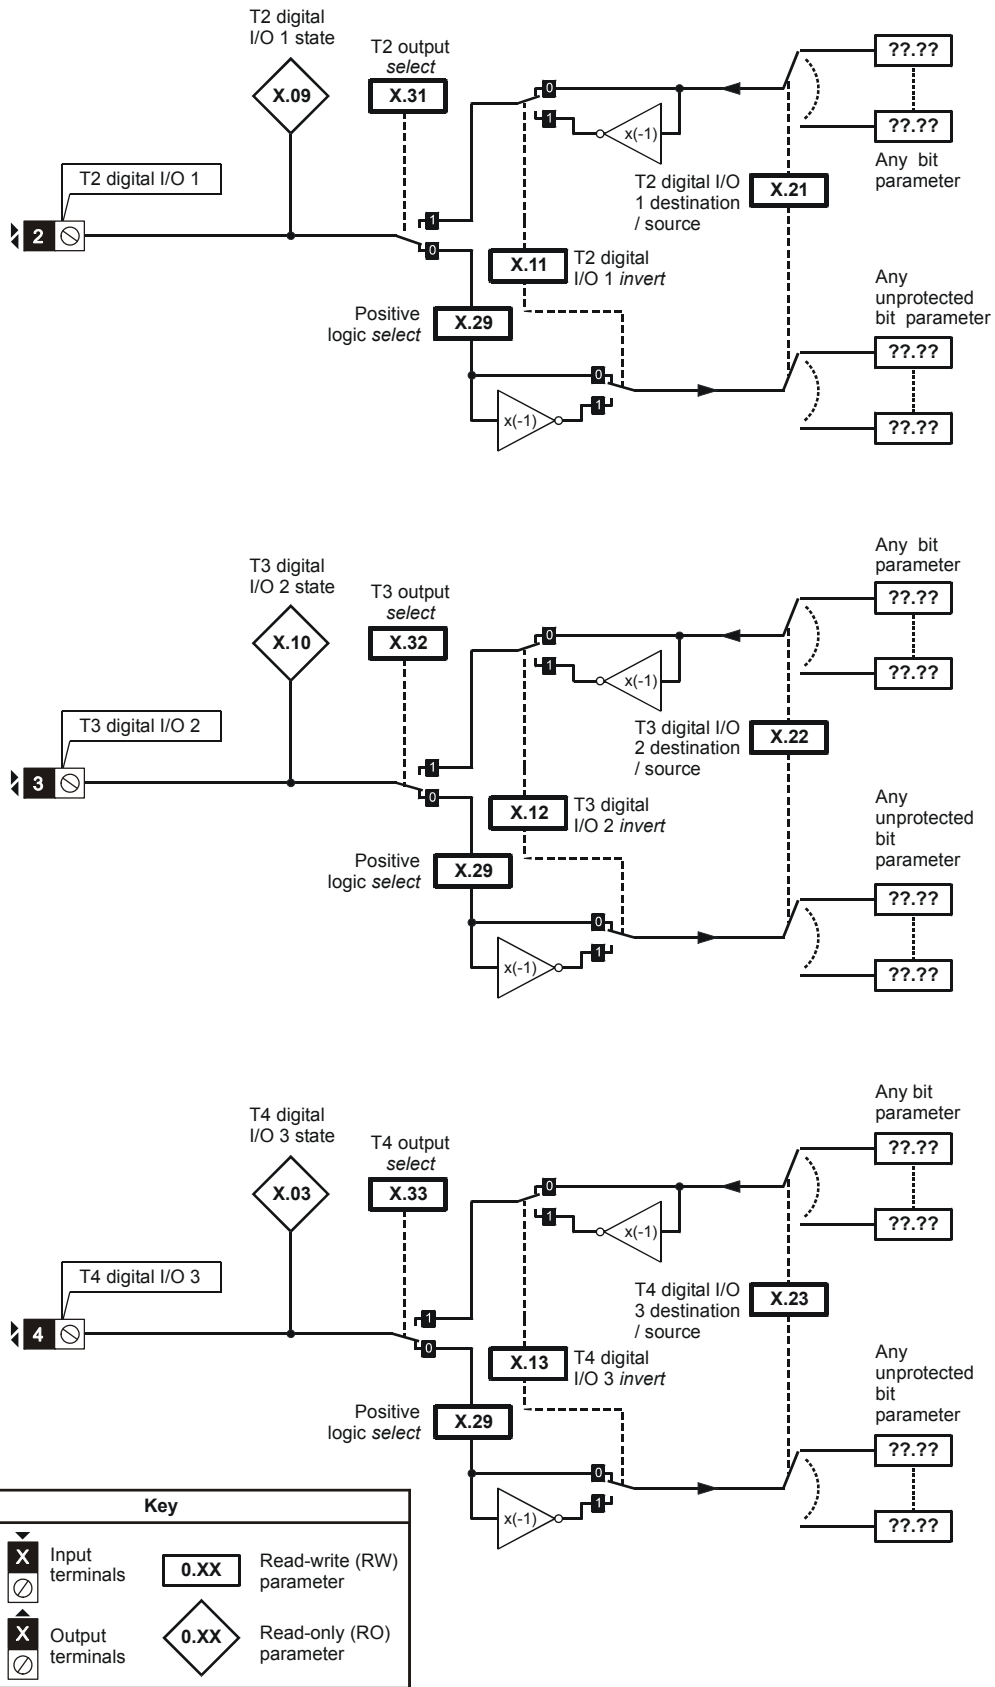 T2 digital
I/O 1 state
X.09
T2 output
select
X.31
0
1
x(-1)
??.??
??.??
Any bit
parameter
T2 digital I/O 1
2
1
0
T2 digital I/O
1 destination
/ source
X.21
X.11
T2 digital
I/O 1 invert
Positive
logic select
X.29
Any
unprotected
bit parameter
??.??
0
1
x(-1)
??.??
Any bit
parameter
T3 digital
I/O 2 state
X.10
T3 output
select
X.32
0
1
x(-1)
??.??
??.??
T3 digital I/O 2
3
1
0
T3 digital I/O
2 destination
/ source
X.22
X.12
T3 digital
I/O 2 invert
Positive
logic select
X.29
Any
unprotected
bit
parameter
??.??
0
1
x(-1)
??.??
Any bit
parameter
T4 digital
I/O 3 state
X.03
T4 output
select
X.33
0
1
x(-1)
??.??
??.??
T4 digital I/O 3
4
1
0
T4 digital I/O
3 destination
/ source
X.23
X.13
T4 digital
I/O 3 invert
Positive
logic select
X.29
Any
unprotected
bit
parameter
??.??
0
1
x(-1)
??.??
Key
X
Input
terminals
0.XX
Read-write (RW)
parameter
X
Output
terminals
0.XX
Read-only (RO)
parameter